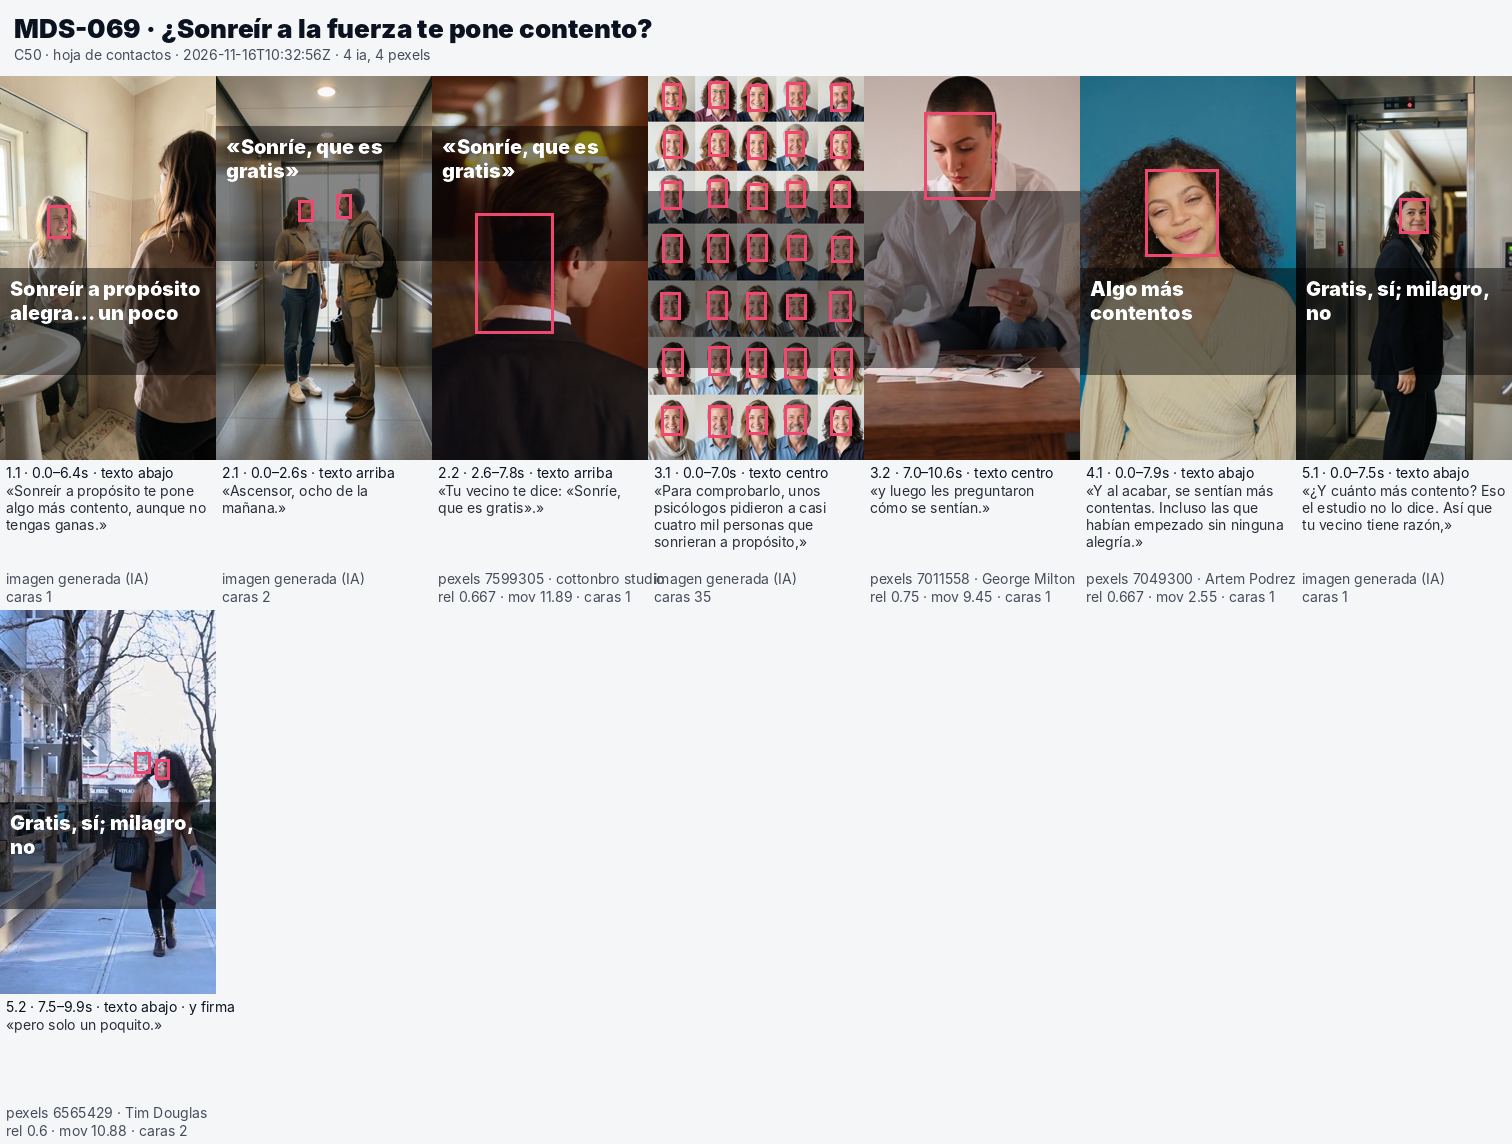 MDS-069 · ¿Sonreír a la fuerza te pone contento?
C50 · hoja de contactos · 2026-11-16T10:32:56Z · 4 ia, 4 pexels
Sonreír a propósito
alegra... un poco
1.1 · 0.0–6.4s · texto abajo
«Sonreír a propósito te pone
algo más contento, aunque no
tengas ganas.»
imagen generada (IA)
caras 1
«Sonríe, que es
gratis»
2.1 · 0.0–2.6s · texto arriba
«Ascensor, ocho de la
mañana.»
imagen generada (IA)
caras 2
«Sonríe, que es
gratis»
2.2 · 2.6–7.8s · texto arriba
«Tu vecino te dice: «Sonríe,
que es gratis».»
pexels 7599305 · cottonbro studio
rel 0.667 · mov 11.89 · caras 1
3.1 · 0.0–7.0s · texto centro
«Para comprobarlo, unos
psicólogos pidieron a casi
cuatro mil personas que
sonrieran a propósito,»
imagen generada (IA)
caras 35
3.2 · 7.0–10.6s · texto centro
«y luego les preguntaron
cómo se sentían.»
pexels 7011558 · George Milton
rel 0.75 · mov 9.45 · caras 1
Algo más
contentos
4.1 · 0.0–7.9s · texto abajo
«Y al acabar, se sentían más
contentas. Incluso las que
habían empezado sin ninguna
alegría.»
pexels 7049300 · Artem Podrez
rel 0.667 · mov 2.55 · caras 1
Gratis, sí; milagro,
no
5.1 · 0.0–7.5s · texto abajo
«¿Y cuánto más contento? Eso
el estudio no lo dice. Así que
tu vecino tiene razón,»
imagen generada (IA)
caras 1
Gratis, sí; milagro,
no
5.2 · 7.5–9.9s · texto abajo · y firma
«pero solo un poquito.»
pexels 6565429 · Tim Douglas
rel 0.6 · mov 10.88 · caras 2